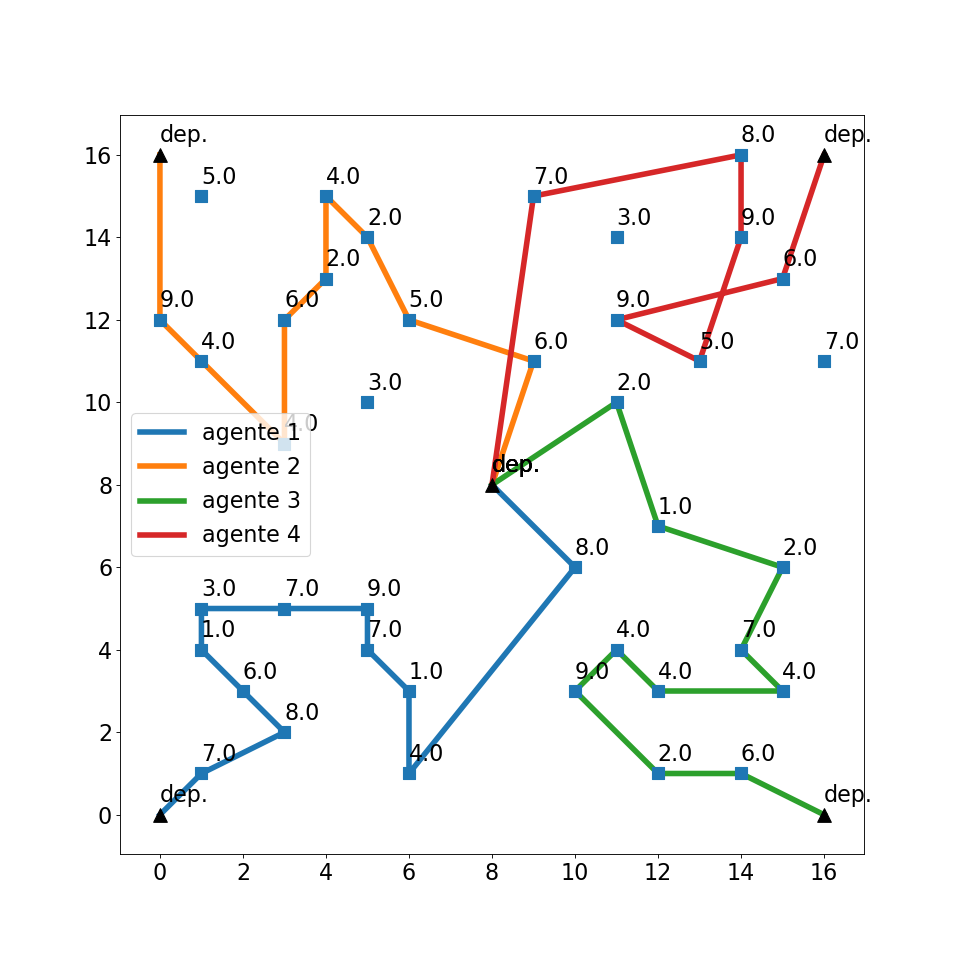 dep. 8.0 dep.
16
5.0 4.0 7.0
2.0 3.0 9.0
14
2.0 6.0
9.0 6.0 5.0 9.0
12
4.0 6.0 5.0 7.0
3.0 2.0
10
4.0
agente 1
agente 2
dep. dep.
8
agente 3
1.0
agente 4
8.0 2.0
6
3.0 7.0 9.0
1.0 7.0 4.0 7.0
4
6.0 1.0 9.0 4.0 4.0
8.0
2
7.0 4.0 2.0 6.0
dep. dep.
0
0 2 4 6 8 10 12 14 16